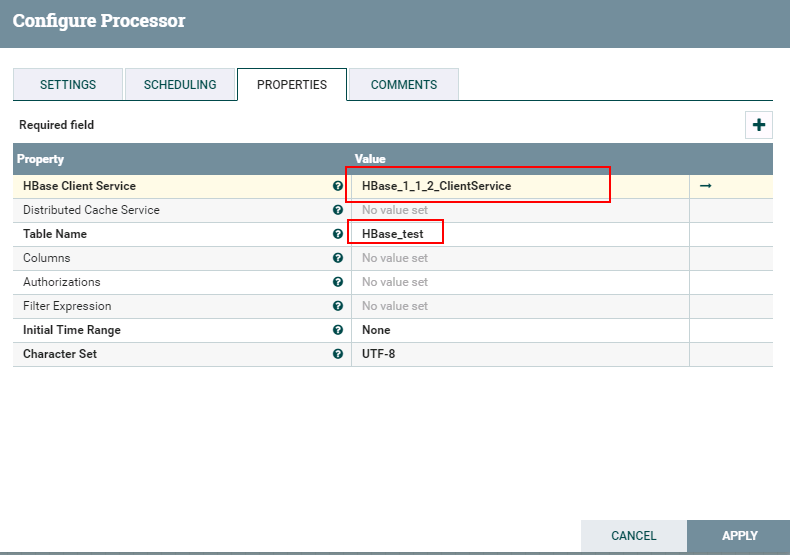 Configure Processor
SETTINGS SCHEDULING PROPERTIES COMMENTS
Required field
Property Value
HBase Client Service HBase_1_1_2_ClientService
Distributed Cache Service No value set
Table Name HBase_test
Columns No value set
Authorizations No value set
Filter Expression No value set
Initial Time Range None
Character Set UTF-8
CANCEL APPLY